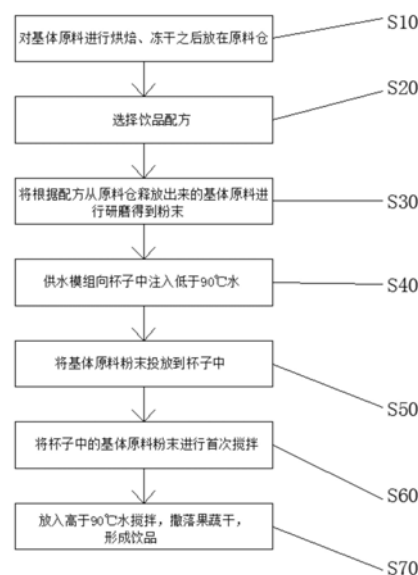 对基体原料进行烘焙、冻干之后放在原料仓
S10
选择饮品配方
S20
将根据配方从原料仓释放出来的基体原料进
行研磨得到粉末
S30
供水模组向杯子中注入低于90℃水
S40
将基体原料粉末投放到杯子中
S50
将杯子中的基体原料粉末进行首次搅拌
S60
放入高于90℃水搅拌，撒落果蔬干，
形成饮品
S70